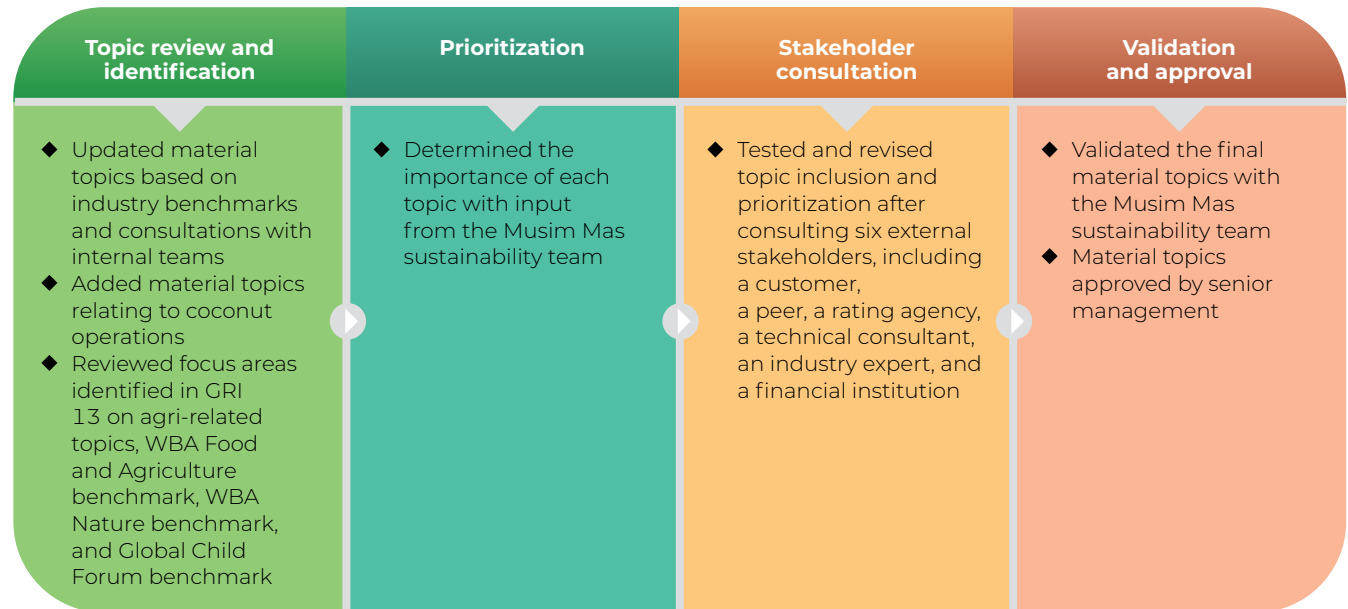 Topic review and
identification
◆ Updated material
topics based on
industry benchmarks
and consultations with
internal teams
◆ Added material topics
relating to coconut
operations
◆ Reviewed focus areas
identified in GRI
13 on agri-related
topics, WBA Food
and Agriculture
benchmark, WBA
Nature benchmark,
and Global Child
Forum benchmark
Prioritization
◆ Determined the
importance of each
topic with input
from the Musim Mas
sustainability team
Stakeholder
consultation
◆ Tested and revised
topic inclusion and
prioritization after
consulting six external
stakeholders, including
a customer,
a peer, a rating agency,
a technical consultant,
an industry expert, and
a financial institution
Validation
and approval
◆ Validated the final
material topics with
the Musim Mas
sustainability team
◆ Material topics
approved by senior
management